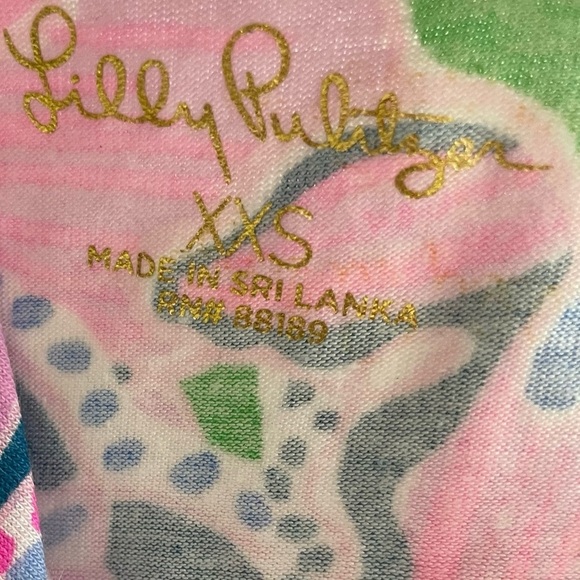 Lilly Pulitzer
XXS
MADE IN SRI LANKA
RN# 88189